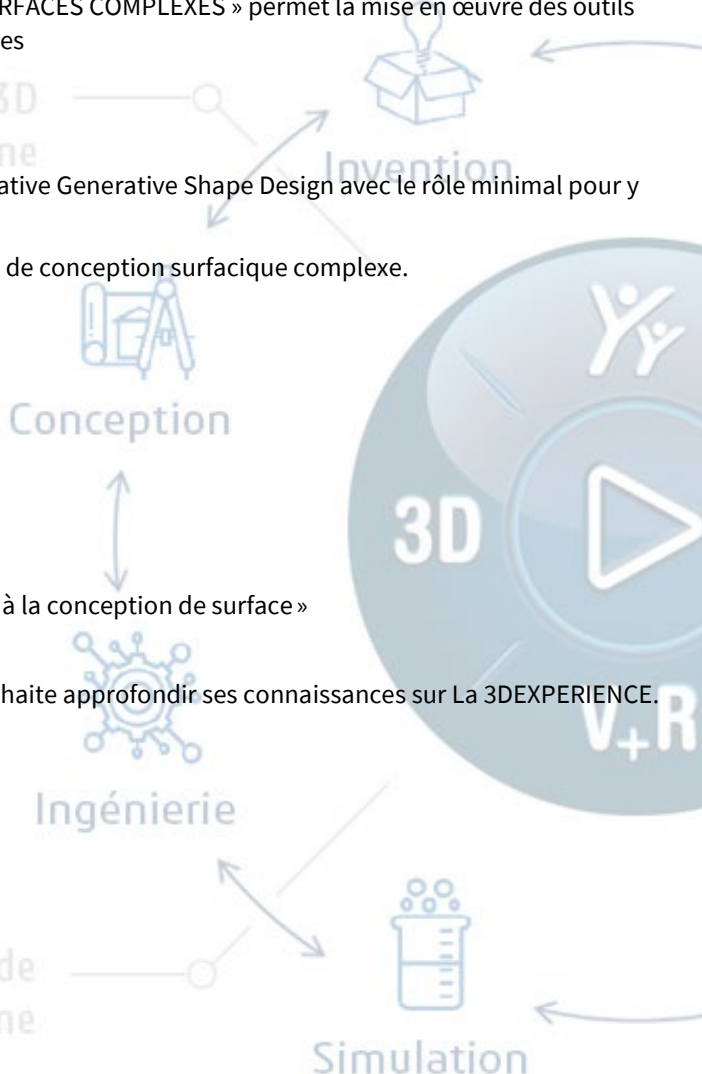 RFACES COMPLEXES » permet la mise en œuvre des outils
es
3D
ne
Invention
ative Generative Shape Design avec le rôle minimal pour y
de conception surfacique complexe.
Conception
3D
à la conception de surface »
haite approfondir ses connaissances sur La 3DEXPERIENCE.
V+R
Ingénierie
de
ne
Simulation